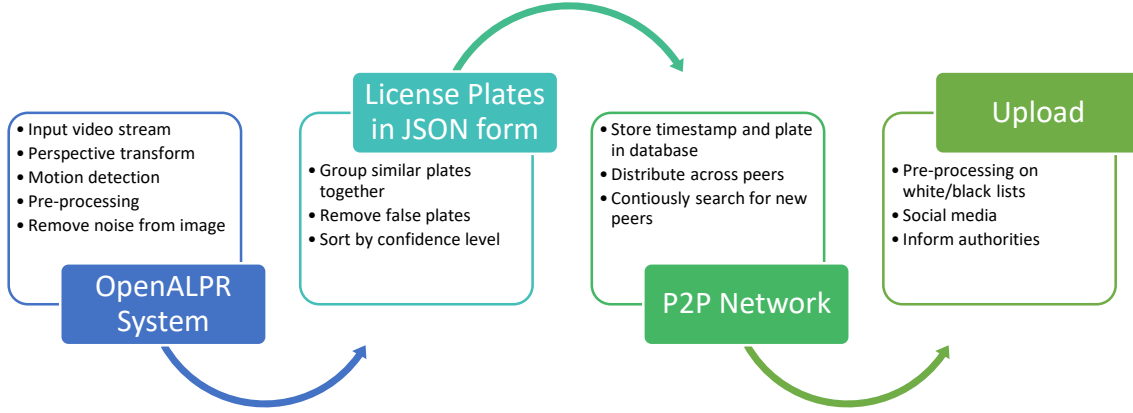 • Input video stream
• Perspective transform
• Motion detection
• Pre-processing
• Remove noise from image
OpenALPR
System
License Plates
in JSON form
• Group similar plates
together
• Remove false plates
• Sort by confidence level
• Store timestamp and plate
in database
• Distribute across peers
• Contiously search for new
peers
P2P Network
Upload
• Pre-processing on
white/black lists
• Social media
• Inform authorities